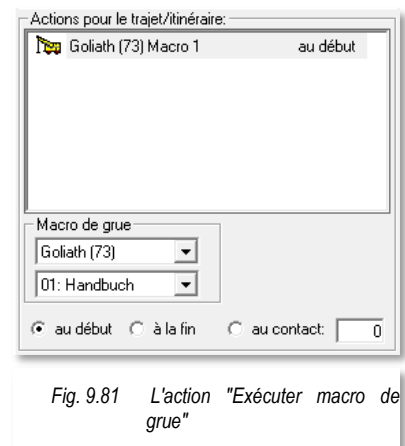 Actions pour le trajet/itinéraire:
Goliath (73) Macro 1 au début
Macro de grue
Goliath (73)
01: Handbuch
au début à la fin au contact: 0
Fig. 9.81 L'action "Exécuter macro de
grue"